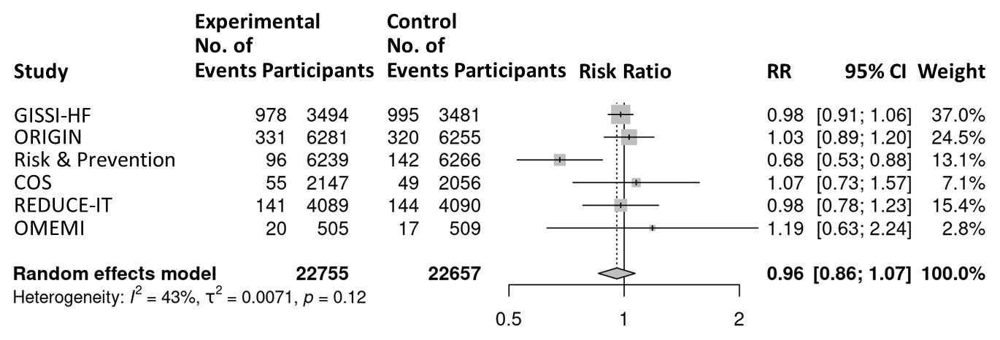 Experimental Control
No. of No. of
Study Events Participants Events Participants Risk Ratio RR 95% CI Weight
GISSI-HF 978 3494 995 3481 0.98 [0.91; 1.06] 37.0%
ORIGIN 331 6281 320 6255 1.03 [0.89; 1.20] 24.5%
Risk & Prevention 96 6239 142 6266 0.68 [0.53; 0.88] 13.1%
COS 55 2147 49 2056 1.07 [0.73; 1.57] 7.1%
REDUCE-IT 141 4089 144 4090 0.98 [0.78; 1.23] 15.4%
OMEMI 20 505 17 509 1.19 [0.63; 2.24] 2.8%
Random effects model 22755 22657 0.96 [0.86; 1.07] 100.0%
Heterogeneity: I² = 43%, τ² = 0.0071, p = 0.12
0.5 1 2